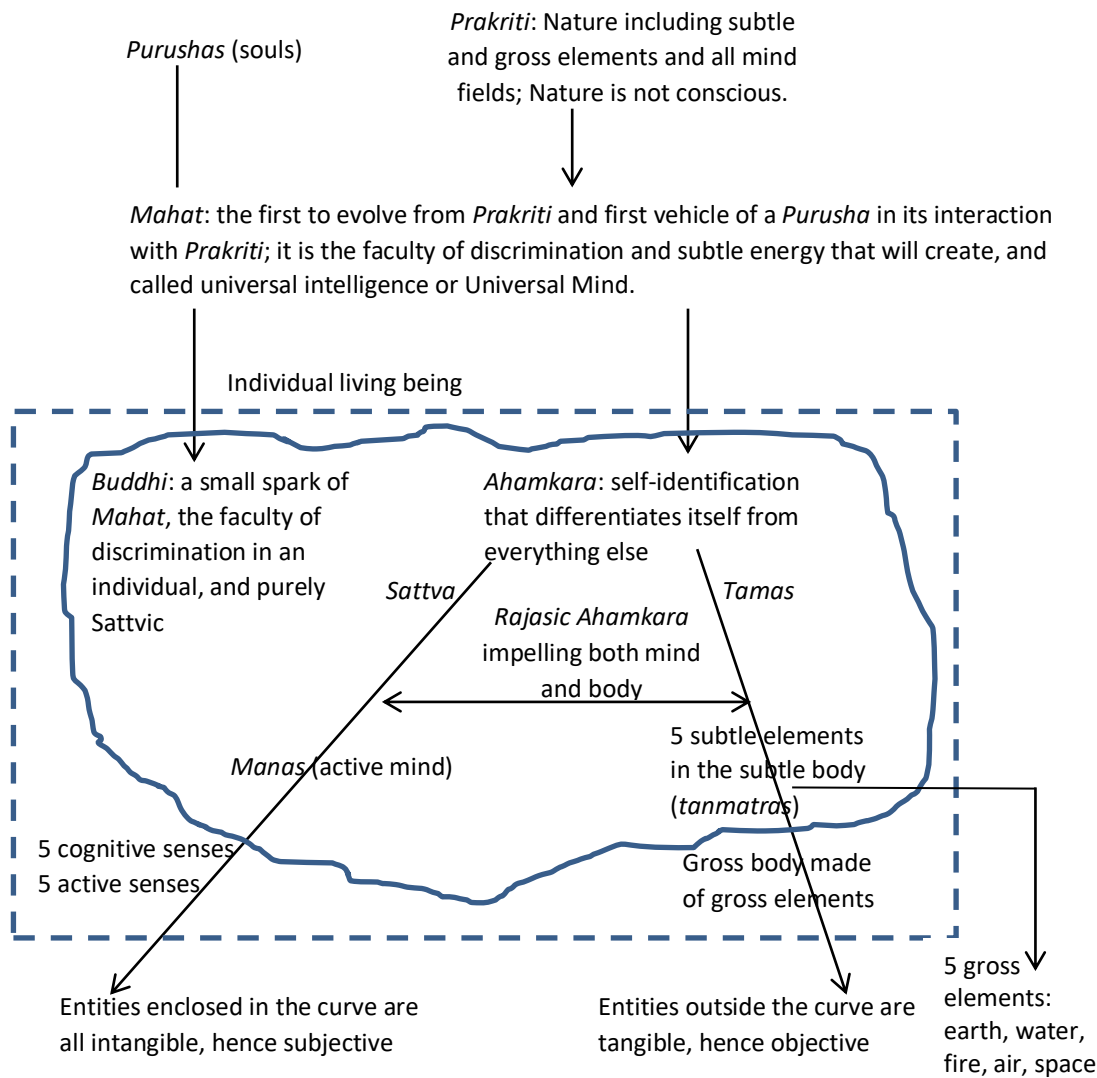 Purushas (souls)
Prakriti: Nature including subtle
and gross elements and all mind
fields; Nature is not conscious.
Mahat: the first to evolve from Prakriti and first vehicle of a Purusha in its interaction
with Prakriti; it is the faculty of discrimination and subtle energy that will create, and
called universal intelligence or Universal Mind.
Individual living being
Buddhi: a small spark of
Mahat, the faculty of
discrimination in an
individual, and purely
Sattvic
Ahamkara: self-identification
that differentiates itself from
everything else
Sattva
Tamas
Rajasic Ahamkara
impelling both mind
and body
Manas (active mind)
5 subtle elements
in the subtle body
(tanmatras)
5 cognitive senses
5 active senses
Gross body made
of gross elements
Entities enclosed in the curve are
all intangible, hence subjective
Entities outside the curve are
tangible, hence objective
5 gross
elements:
earth, water,
fire, air, space